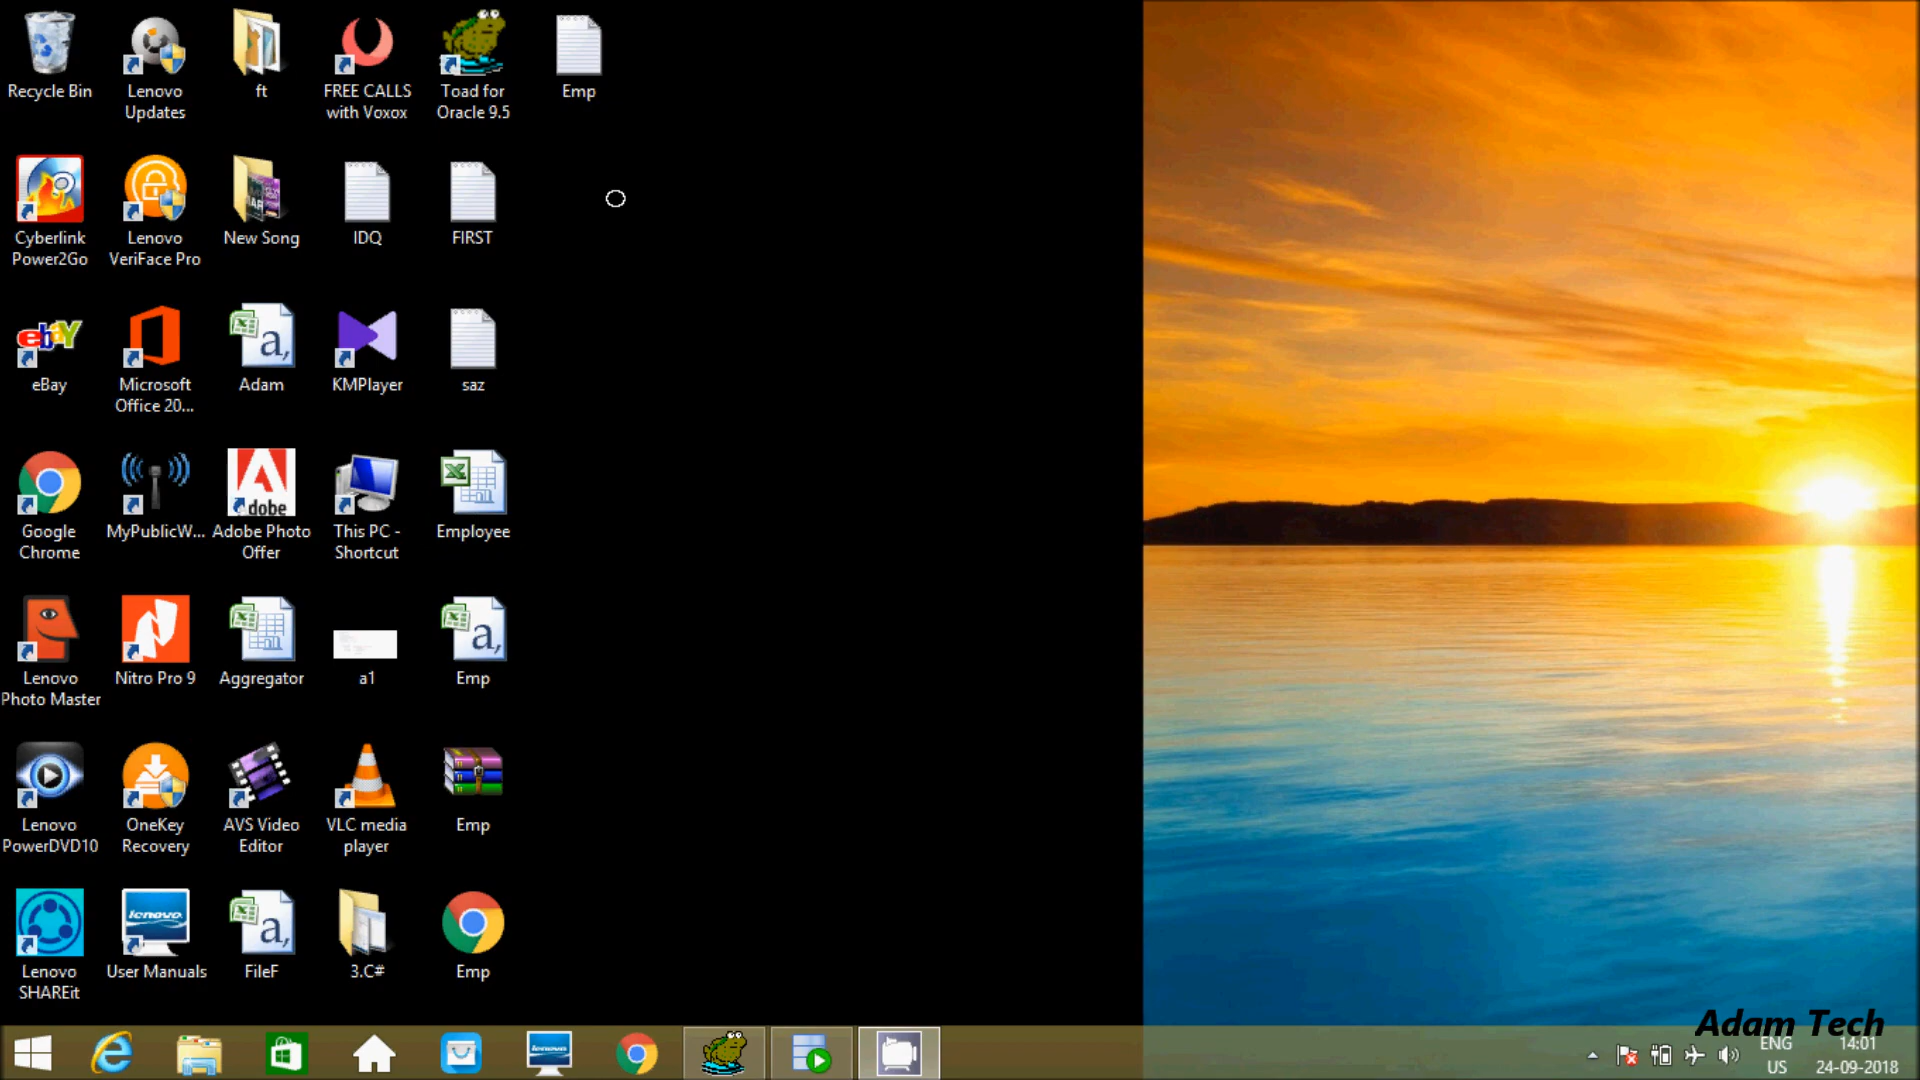 Recycle Bin
Lenovo
Updates
ft
FREE CALLS
with Voxox
Toad for
Oracle 9.5
Emp
Cyberlink
Power2Go
Lenovo
VeriFace Pro
New Song
IDQ
FIRST
ebay
eBay
Microsoft
Office 20...
a,
Adam
KMPlayer
saz
Google
Chrome
MyPublicW...
Adobe
Adobe Photo
Offer
This PC -
Shortcut
Employee
Lenovo
Photo Master
Nitro Pro 9
Aggregator
a1
a,
Emp
Lenovo
PowerDVD10
OneKey
Recovery
AVS Video
Editor
VLC media
player
Emp
Lenovo
SHAREit
lenovo
User Manuals
a,
FileF
3.C#
Emp
lenovo
Adam Tech
ENG
US
14:01
24-09-2018